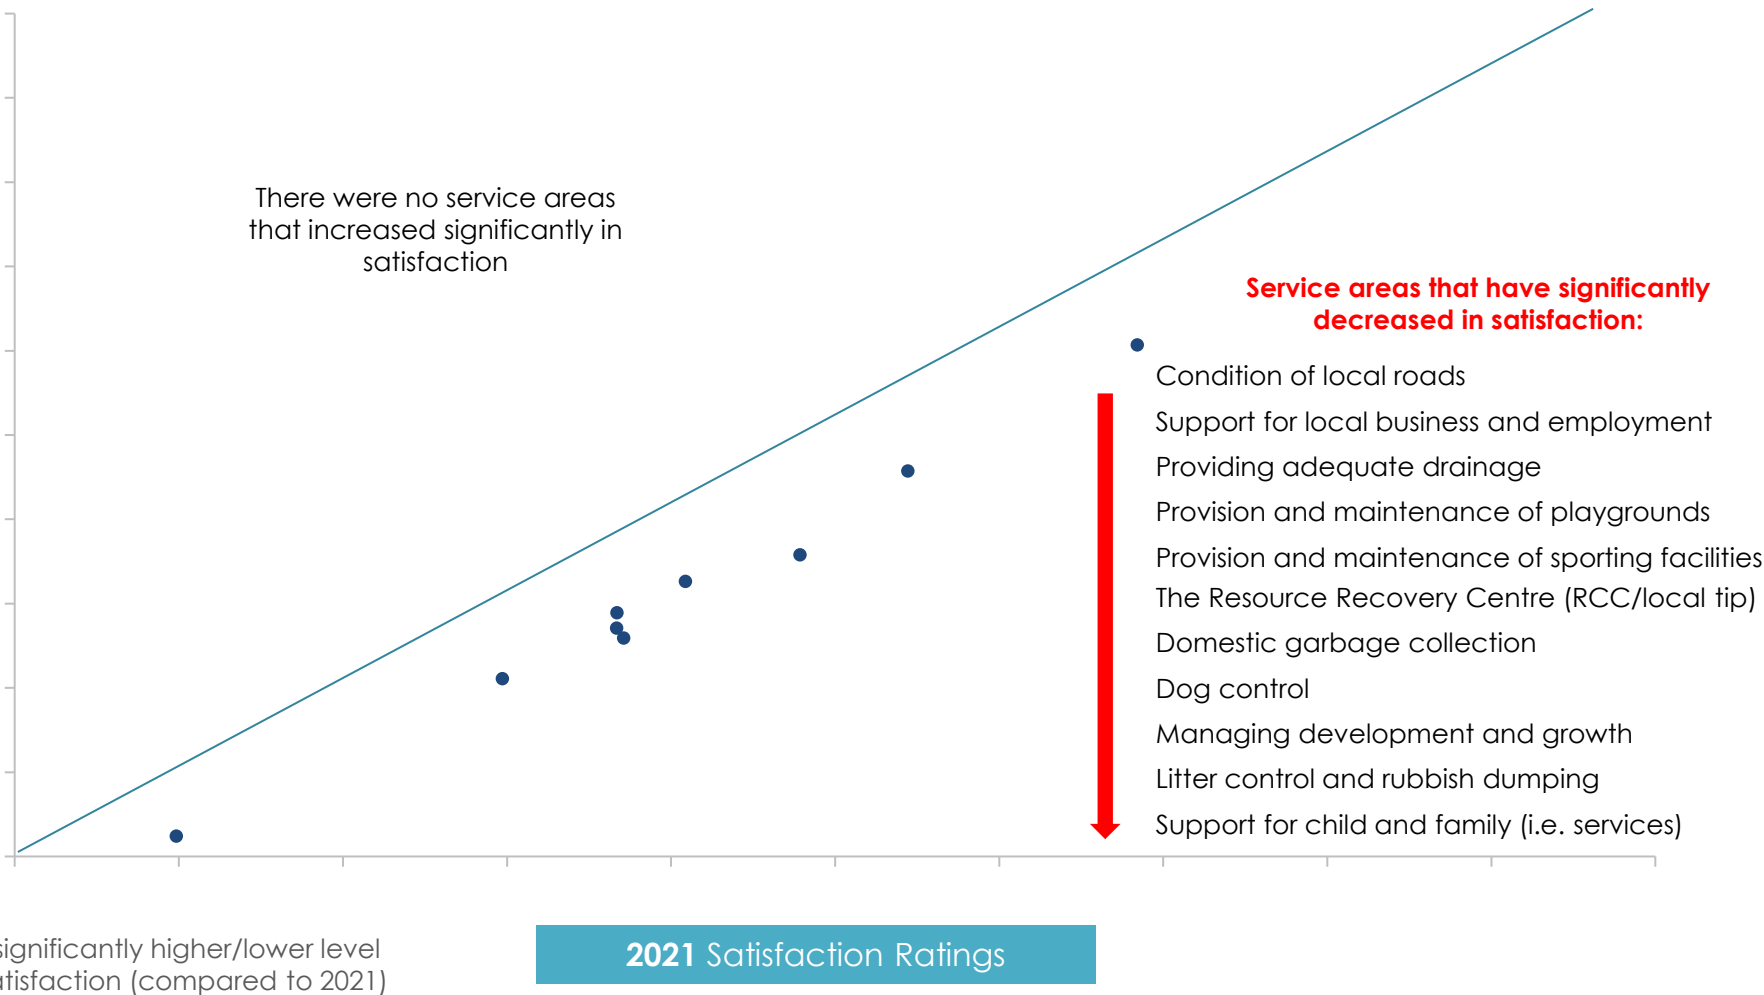 There were no service areas
that increased significantly in
satisfaction
Service areas that have significantly
decreased in satisfaction:
Condition of local roads
Support for local business and employment
Providing adequate drainage
Provision and maintenance of playgrounds
Provision and maintenance of sporting facilities
The Resource Recovery Centre (RCC/local tip)
Domestic garbage collection
Dog control
Managing development and growth
Litter control and rubbish dumping
Support for child and family (i.e. services)
significantly higher/lower level
atisfaction (compared to 2021)
2021 Satisfaction Ratings